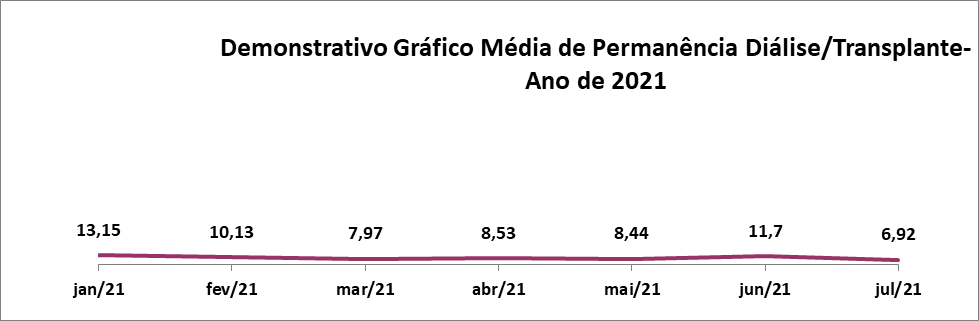 Demonstrativo Gráfico Média de Permanência Diálise/Transplante-
Ano de 2021
13,15 10,13 7,97 8,53 8,44 11,7 6,92
jan/21 fev/21 mar/21 abr/21 mai/21 jun/21 jul/21